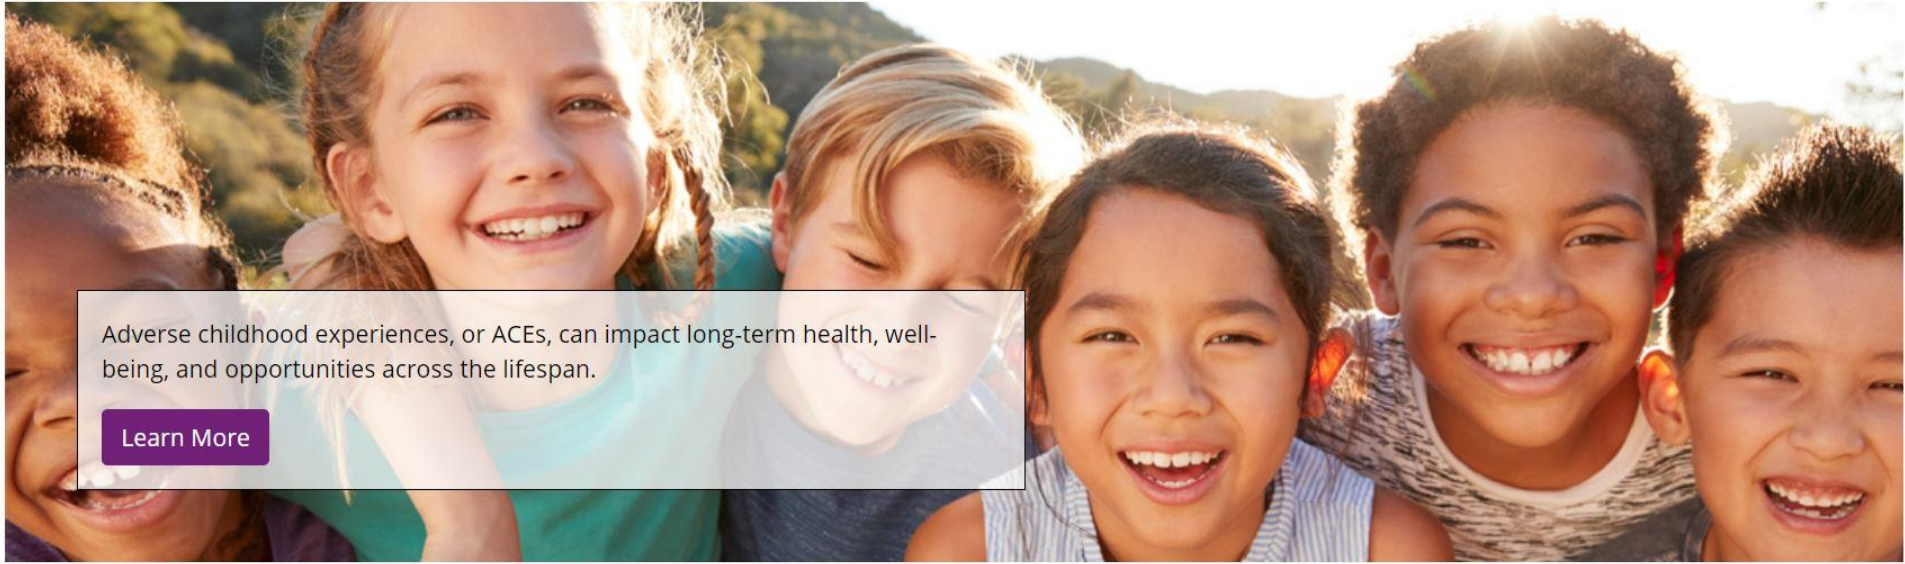 Adverse childhood experiences, or ACEs, can impact long-term health, well-
being, and opportunities across the lifespan.
Learn More